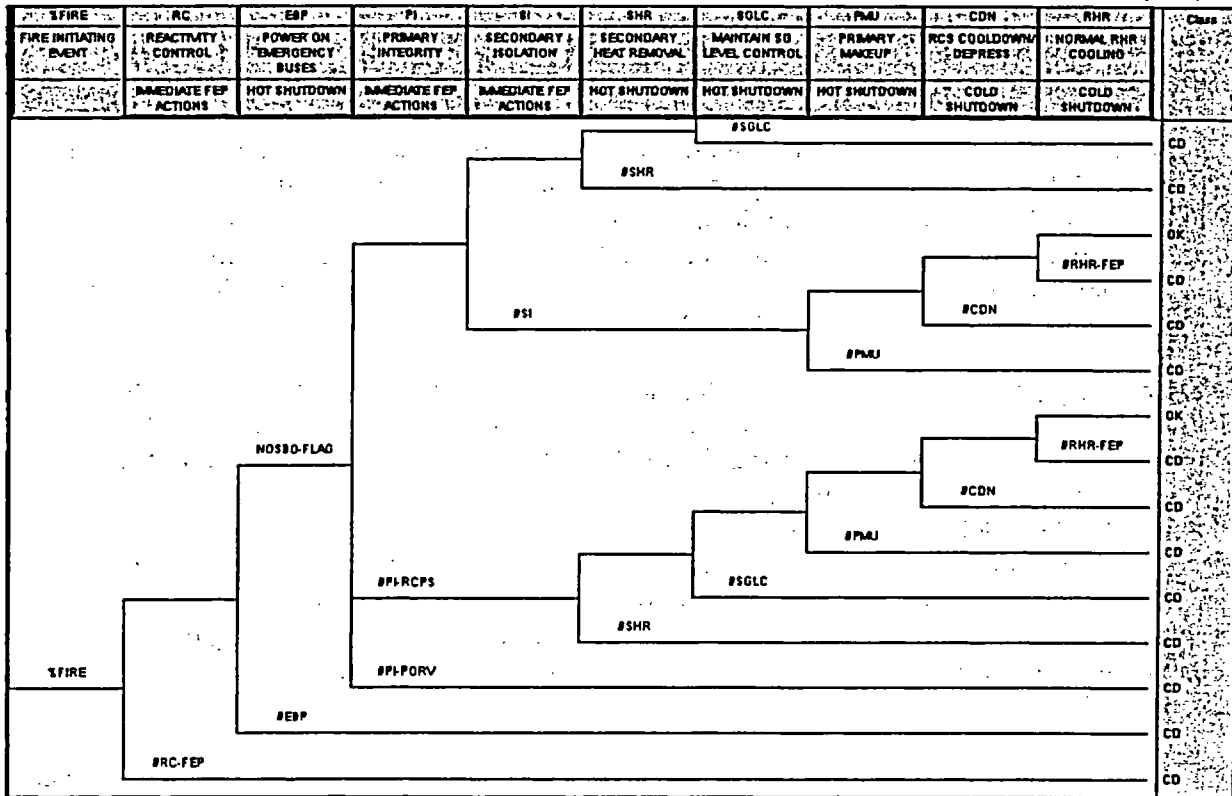 %FIRE RC EBP PI SI SHR SGLC PMU CDN RHR Class
FIRE INITIATING EVENT
REACTIVITY CONTROL
POWER ON EMERGENCY BUSES
PRIMARY INTEGRITY
SECONDARY ISOLATION
SECONDARY HEAT REMOVAL
MAINTAIN SG LEVEL CONTROL
PRIMARY MAKEUP
RCS COOLDOWN/ DEPRESS
NORMAL RHR COOLING
IMMEDIATE FEP ACTIONS
HOT SHUTDOWN
IMMEDIATE FEP ACTIONS
IMMEDIATE FEP ACTIONS
HOT SHUTDOWN
HOT SHUTDOWN
HOT SHUTDOWN
COLD SHUTDOWN
COLD SHUTDOWN
#SGLC
CD
#SHR
CD
OK
#RHR-FEP
CD
#SI
#CDN
CD
#PMU
CD
OK
NOSBO-FLAG
#RHR-FEP
CD
#CDN
CD
#PMU
CD
#PI-RCPS
#SGLC
CD
#SHR
CD
%FIRE
#PI-PORV
CD
#EBP
CD
#RC-FEP
CD